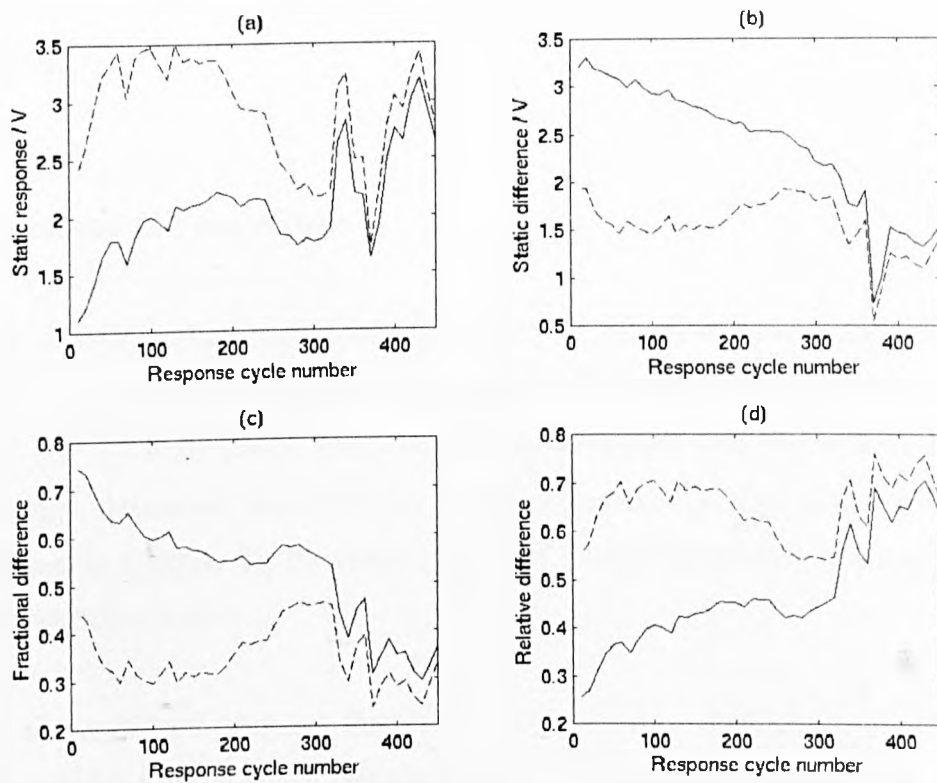 (a)
Static response / V
3.5
3
2.5
2
1.5
1
0 100 200 300 400
Response cycle number
(b)
Static difference / V
3.5
3
2.5
2
1.5
1
0.5
0 100 200 300 400
Response cycle number
(c)
Fractional difference
0.8
0.7
0.6
0.5
0.4
0.3
0.2
0 100 200 300 400
Response cycle number
(d)
Relative difference
0.8
0.7
0.6
0.5
0.4
0.3
0.2
0 100 200 300 400
Response cycle number